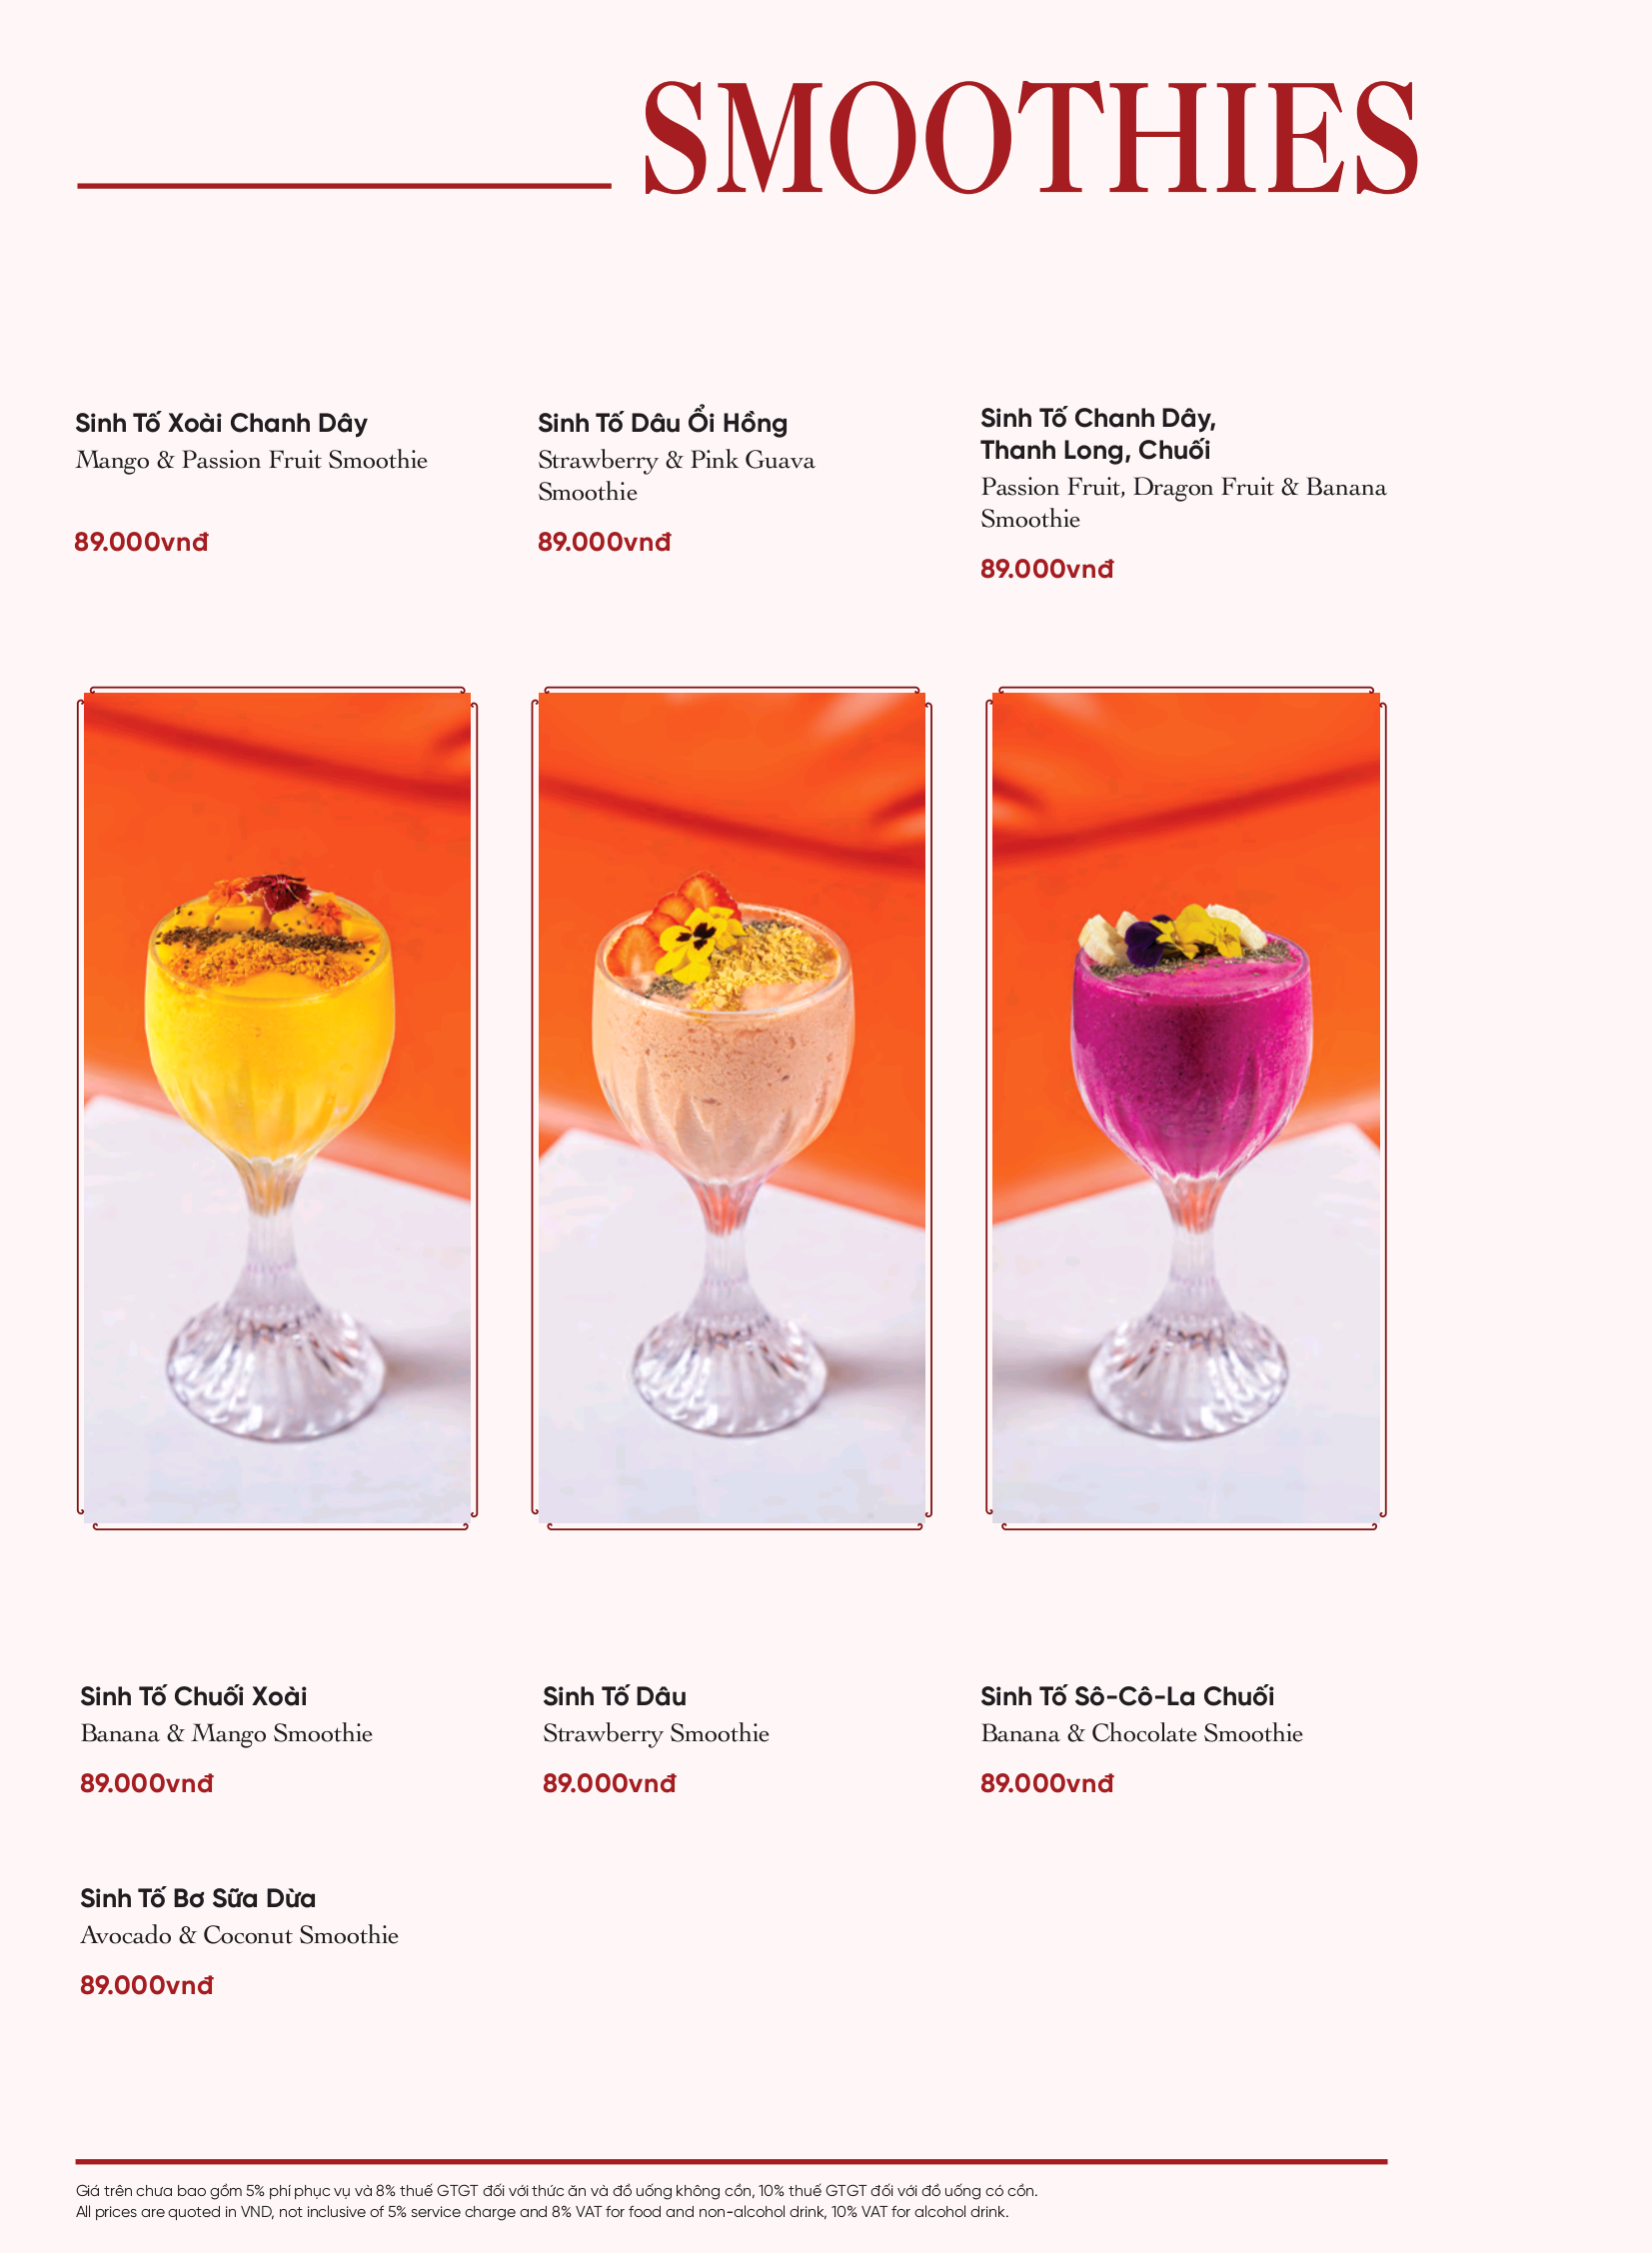 SMOOTHIES
Sinh Tố Xoài Chanh Dây
Mango & Passion Fruit Smoothie
89.000vnđ
Sinh Tố Dâu Ổi Hồng
Strawberry & Pink Guava
Smoothie
89.000vnđ
Sinh Tố Chanh Dây,
Thanh Long, Chuối
Passion Fruit, Dragon Fruit & Banana
Smoothie
89.000vnđ
Sinh Tố Chuối Xoài
Banana & Mango Smoothie
89.000vnđ
Sinh Tố Dâu
Strawberry Smoothie
89.000vnđ
Sinh Tố Sô-Cô-La Chuối
Banana & Chocolate Smoothie
89.000vnđ
Sinh Tố Bơ Sữa Dừa
Avocado & Coconut Smoothie
89.000vnđ
Giá trên chưa bao gồm 5% phí phục vụ và 8% thuế GTGT đối với thức ăn và đồ uống không cồn, 10% thuế GTGT đối với đồ uống có cồn.
All prices are quoted in VND, not inclusive of 5% service charge and 8% VAT for food and non-alcohol drink, 10% VAT for alcohol drink.